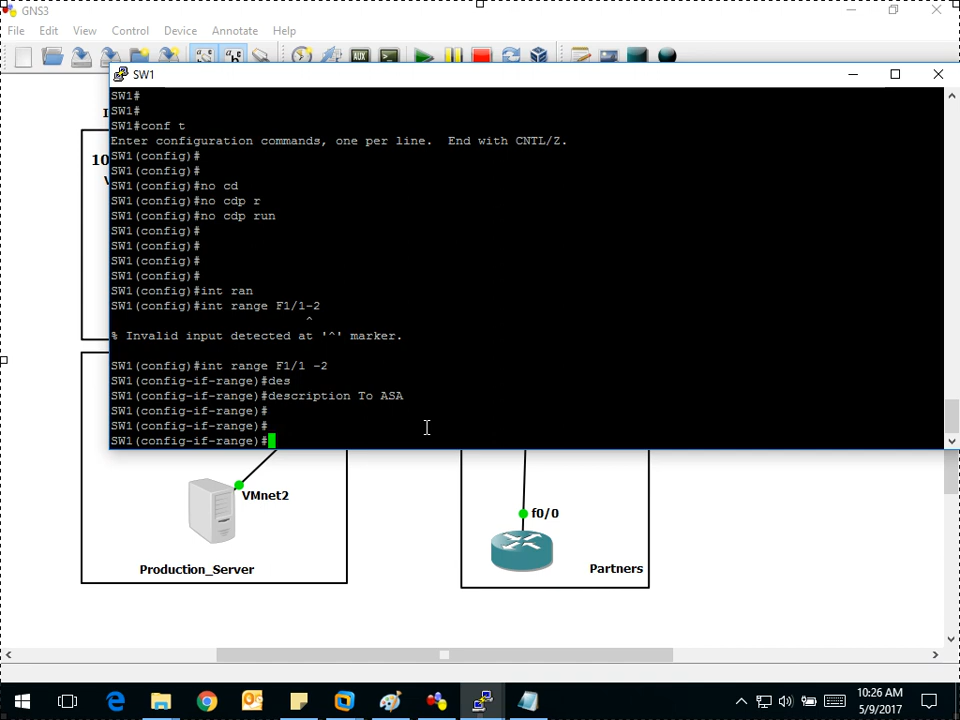 GNS3
File Edit View Control Device Annotate Help
SW1
SW1#
SW1#
SW1#conf t
Enter configuration commands, one per line.  End with CNTL/Z.
SW1(config)#
SW1(config)#
SW1(config)#no cd
SW1(config)#no cdp r
SW1(config)#no cdp run
SW1(config)#
SW1(config)#
SW1(config)#
SW1(config)#
SW1(config)#int ran
SW1(config)#int range F1/1-2
^
% Invalid input detected at '^' marker.
SW1(config)#int range F1/1 -2
SW1(config-if-range)#des
SW1(config-if-range)#description To ASA
SW1(config-if-range)#
SW1(config-if-range)#
SW1(config-if-range)#
10
VMnet2
f0/0
Production_Server
Partners
10:26 AM
5/9/2017